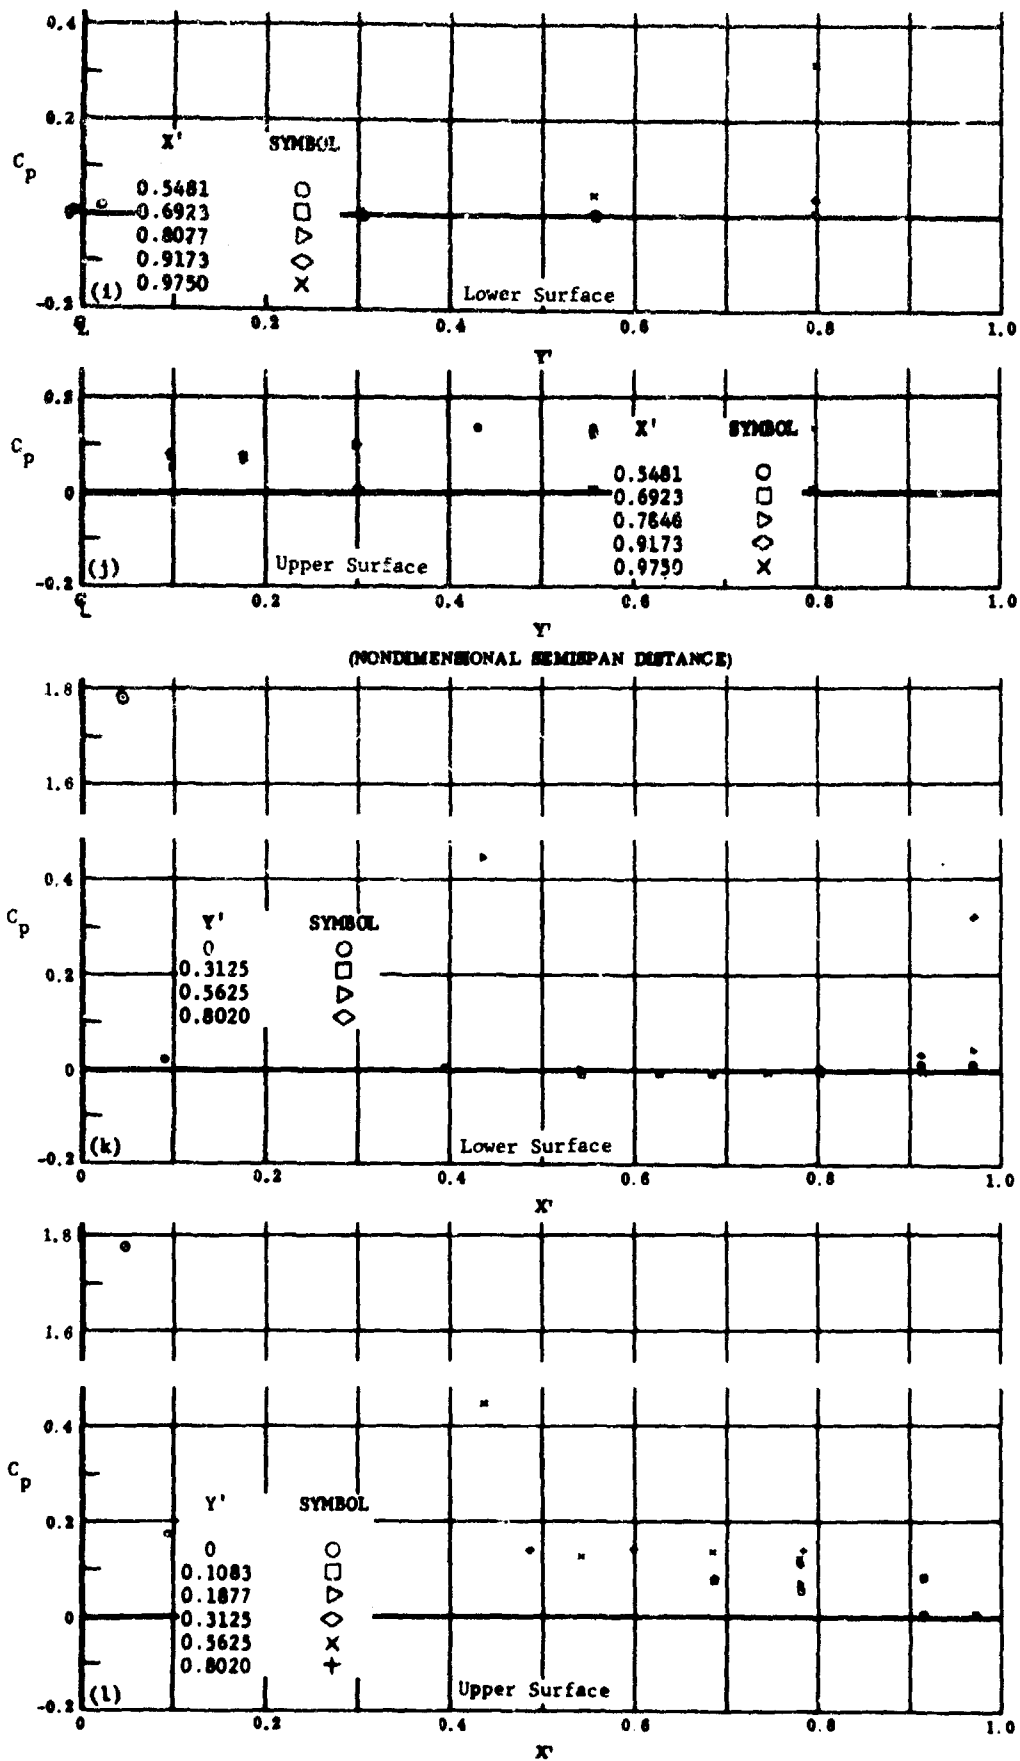 0.4
0.2
X' SYMBOL
C_p
0.5481 ○
0.6923 □
0.8077 ▷
0.9173 ◇
0.9750 ×
-0.2
(i)
Lower Surface
℄ 0.2 0.4 0.6 0.8 1.0
Y'
0.2
X' SYMBOL
C_p
0.5481 ○
0
0.6923 □
0.7846 ▷
0.9173 ◇
0.9750 ×
(j)
Upper Surface
-0.2
℄ 0.2 0.4 0.6 0.8 1.0
Y'
(NONDIMENSIONAL SEMISPAN DISTANCE)
1.8
1.6
0.4
C_p
Y' SYMBOL
0 ○
0.2
0.3125 □
0.5625 ▷
0.8020 ◇
0
(k)
Lower Surface
-0.2
0 0.2 0.4 0.6 0.8 1.0
X'
1.8
1.6
0.4
C_p
Y' SYMBOL
0.2
0 ○
0.1083 □
0.1877 ▷
0
0.3125 ◇
0.5625 ×
0.8020 +
(l)
Upper Surface
-0.2
0 0.2 0.4 0.6 0.8 1.0
X'